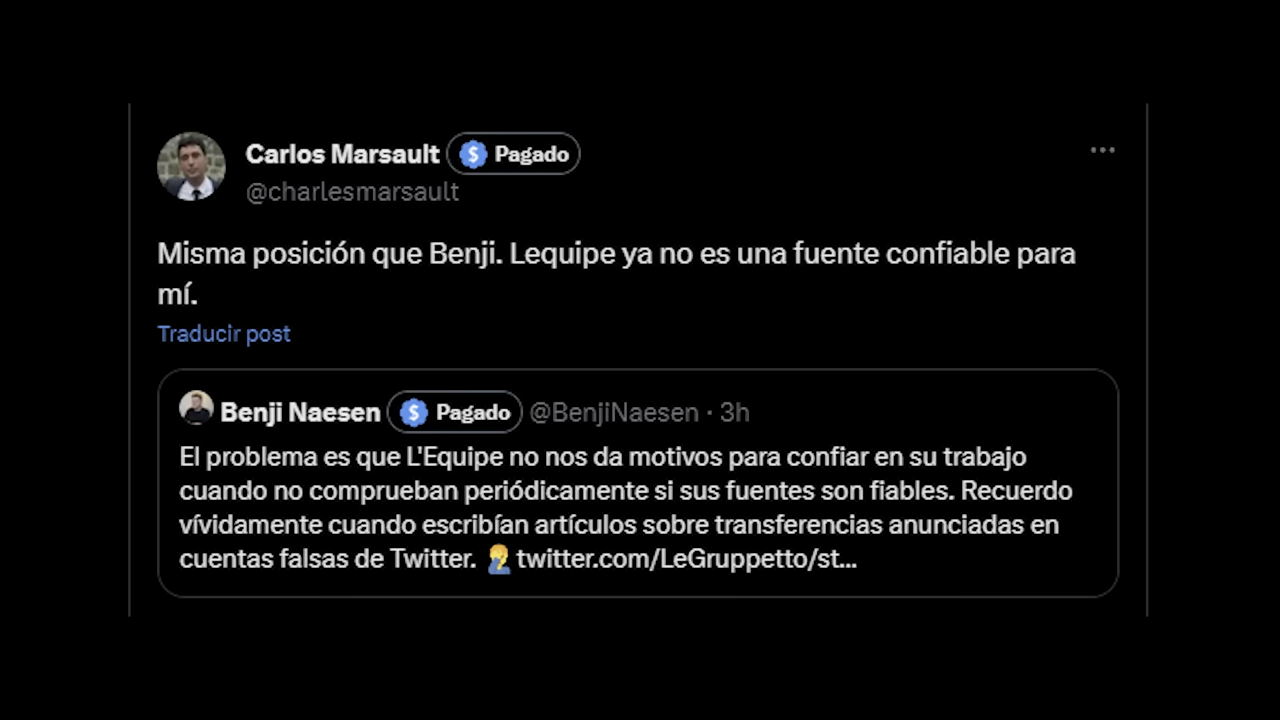 Carlos Marsault Pagado
@charlesmarsault
Misma posición que Benji. Lequipe ya no es una fuente confiable para
mí.
Traducir post
Benji Naesen Pagado @BenjiNaesen · 3h
El problema es que L'Equipe no nos da motivos para confiar en su trabajo
cuando no comprueban periódicamente si sus fuentes son fiables. Recuerdo
vívidamente cuando escribían artículos sobre transferencias anunciadas en
cuentas falsas de Twitter. 🤦‍♂️ twitter.com/LeGruppetto/st...